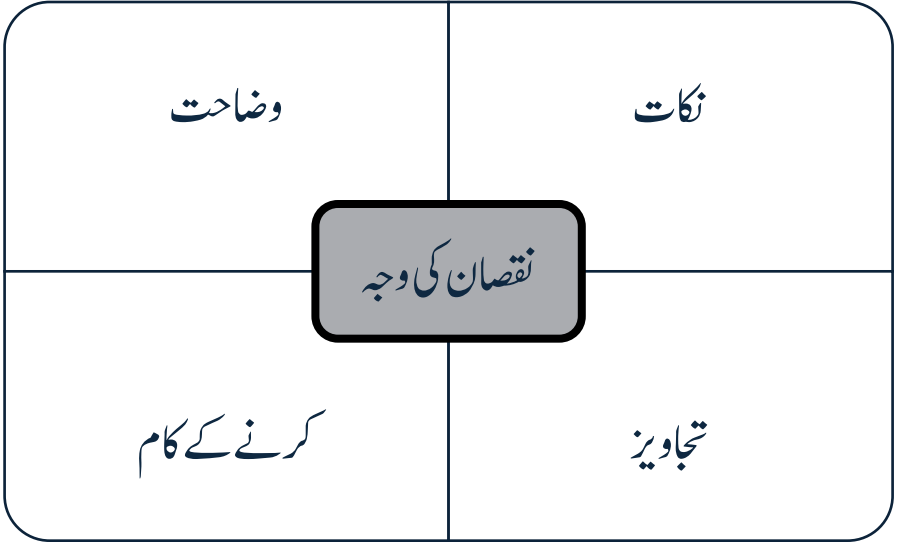 نکات
وضاحت
نقصان کی وجہ
تجاویز
کرنے کے کام